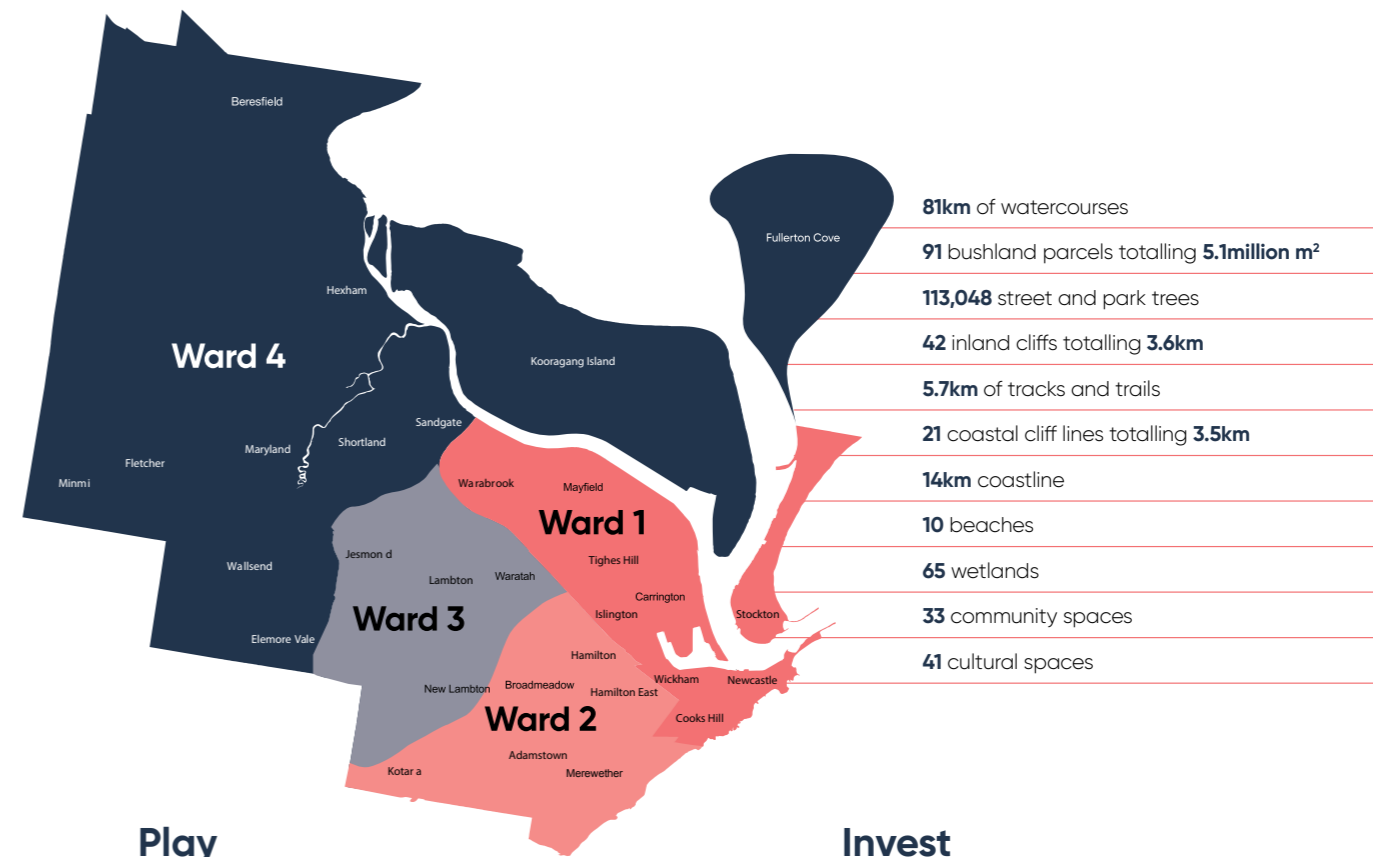 Beresfield
Fullerton Cove
Hexham
Ward 4
Kooragang Island
Sandgate
Shortland
Maryland
Fletcher
Minmi
Warabrook
Mayfield
Ward 1
Jesmond
Tighes Hill
Wallsend
Lambton
Waratah
Carrington
Islington
Stockton
Ward 3
Elemore Vale
Hamilton
Wickham
Newcastle
New Lambton
Broadmeadow
Hamilton East
Ward 2
Cooks Hill
Adamstown
Kotara
Merewether
81km of watercourses
91 bushland parcels totalling 5.1million m²
113,048 street and park trees
42 inland cliffs totalling 3.6km
5.7km of tracks and trails
21 coastal cliff lines totalling 3.5km
14km coastline
10 beaches
65 wetlands
33 community spaces
41 cultural spaces
Play
Invest